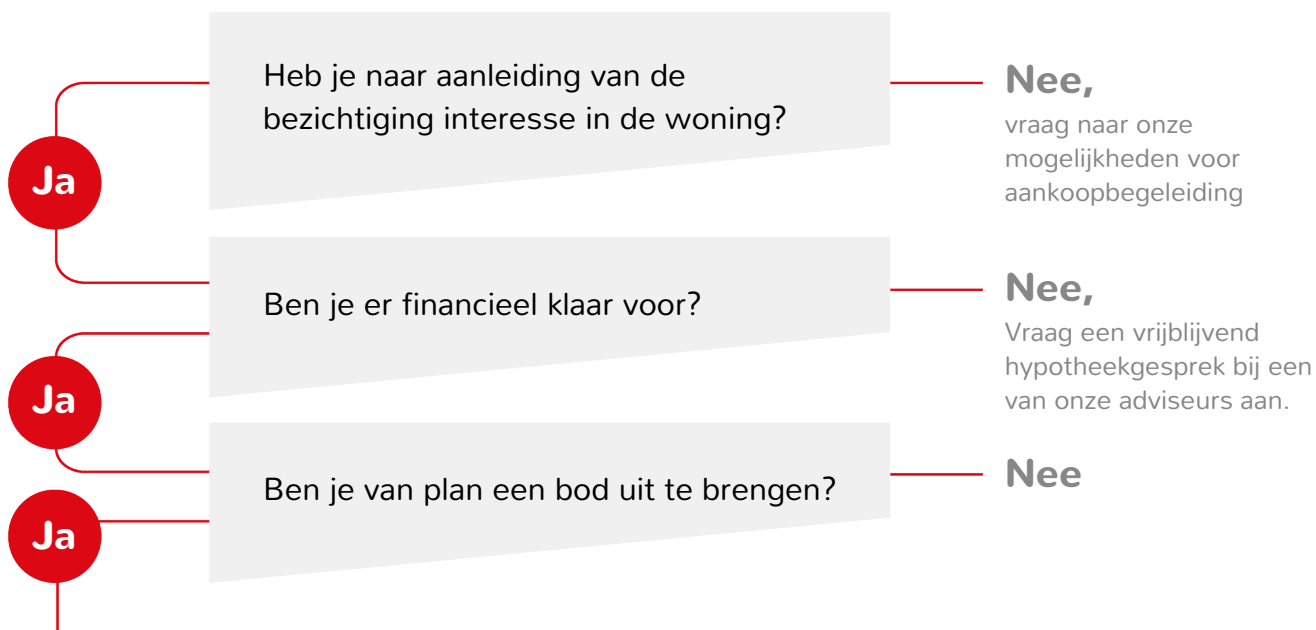 Heb je naar aanleiding van de
bezichtiging interesse in de woning?
Nee,
vraag naar onze
mogelijkheden voor
aankoopbegeleiding
Ja
Ben je er financieel klaar voor?
Nee,
Vraag een vrijblijvend
hypotheekgesprek bij een
van onze adviseurs aan.
Ja
Ben je van plan een bod uit te brengen?
Nee
Ja